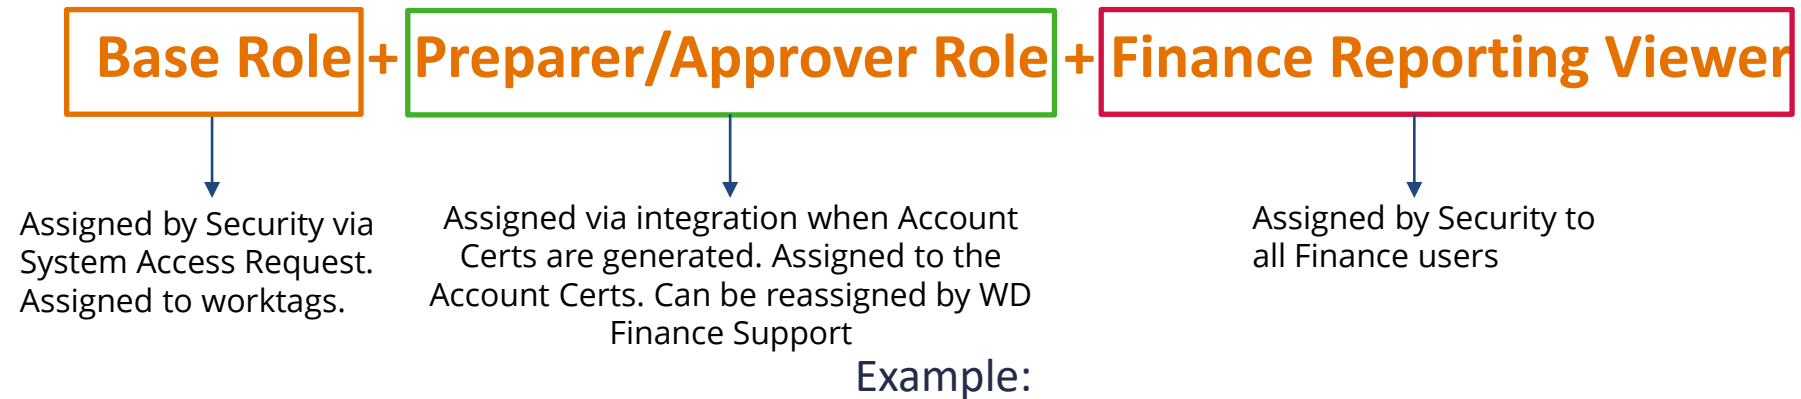 Base Role + Preparer/Approver Role + Finance Reporting Viewer
Assigned by Security via
System Access Request.
Assigned to worktags.
Assigned via integration when Account
Certs are generated. Assigned to the
Account Certs. Can be reassigned by WD
Finance Support
Assigned by Security to
all Finance users
Example: